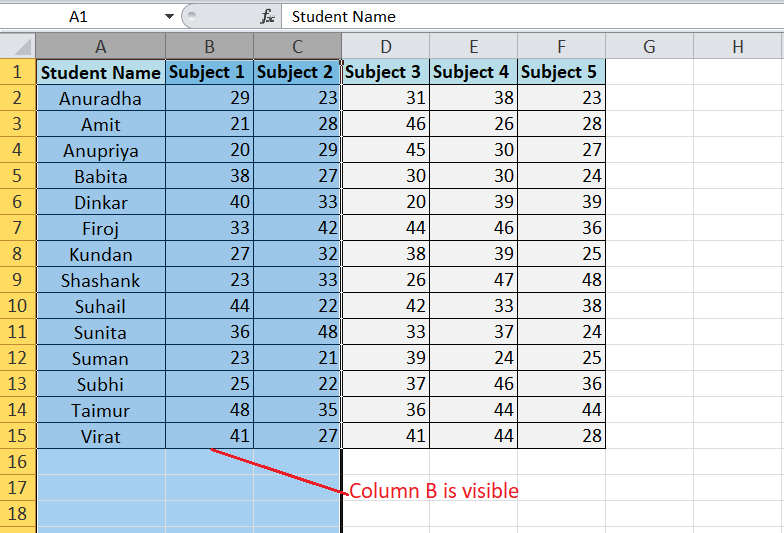 A1 fx Student Name
A B C D E F G H
1 Student Name Subject 1 Subject 2 Subject 3 Subject 4 Subject 5
2 Anuradha 29 23 31 38 23
3 Amit 21 28 46 26 28
4 Anupriya 20 29 45 30 27
5 Babita 38 27 30 30 24
6 Dinkar 40 33 20 39 39
7 Firoj 33 42 44 46 36
8 Kundan 27 32 38 39 25
9 Shashank 23 33 26 47 48
10 Suhail 44 22 42 33 38
11 Sunita 36 48 33 37 24
12 Suman 23 21 39 24 25
13 Subhi 25 22 37 46 36
14 Taimur 48 35 36 44 44
15 Virat 41 27 41 44 28
16
17 Column B is visible
18